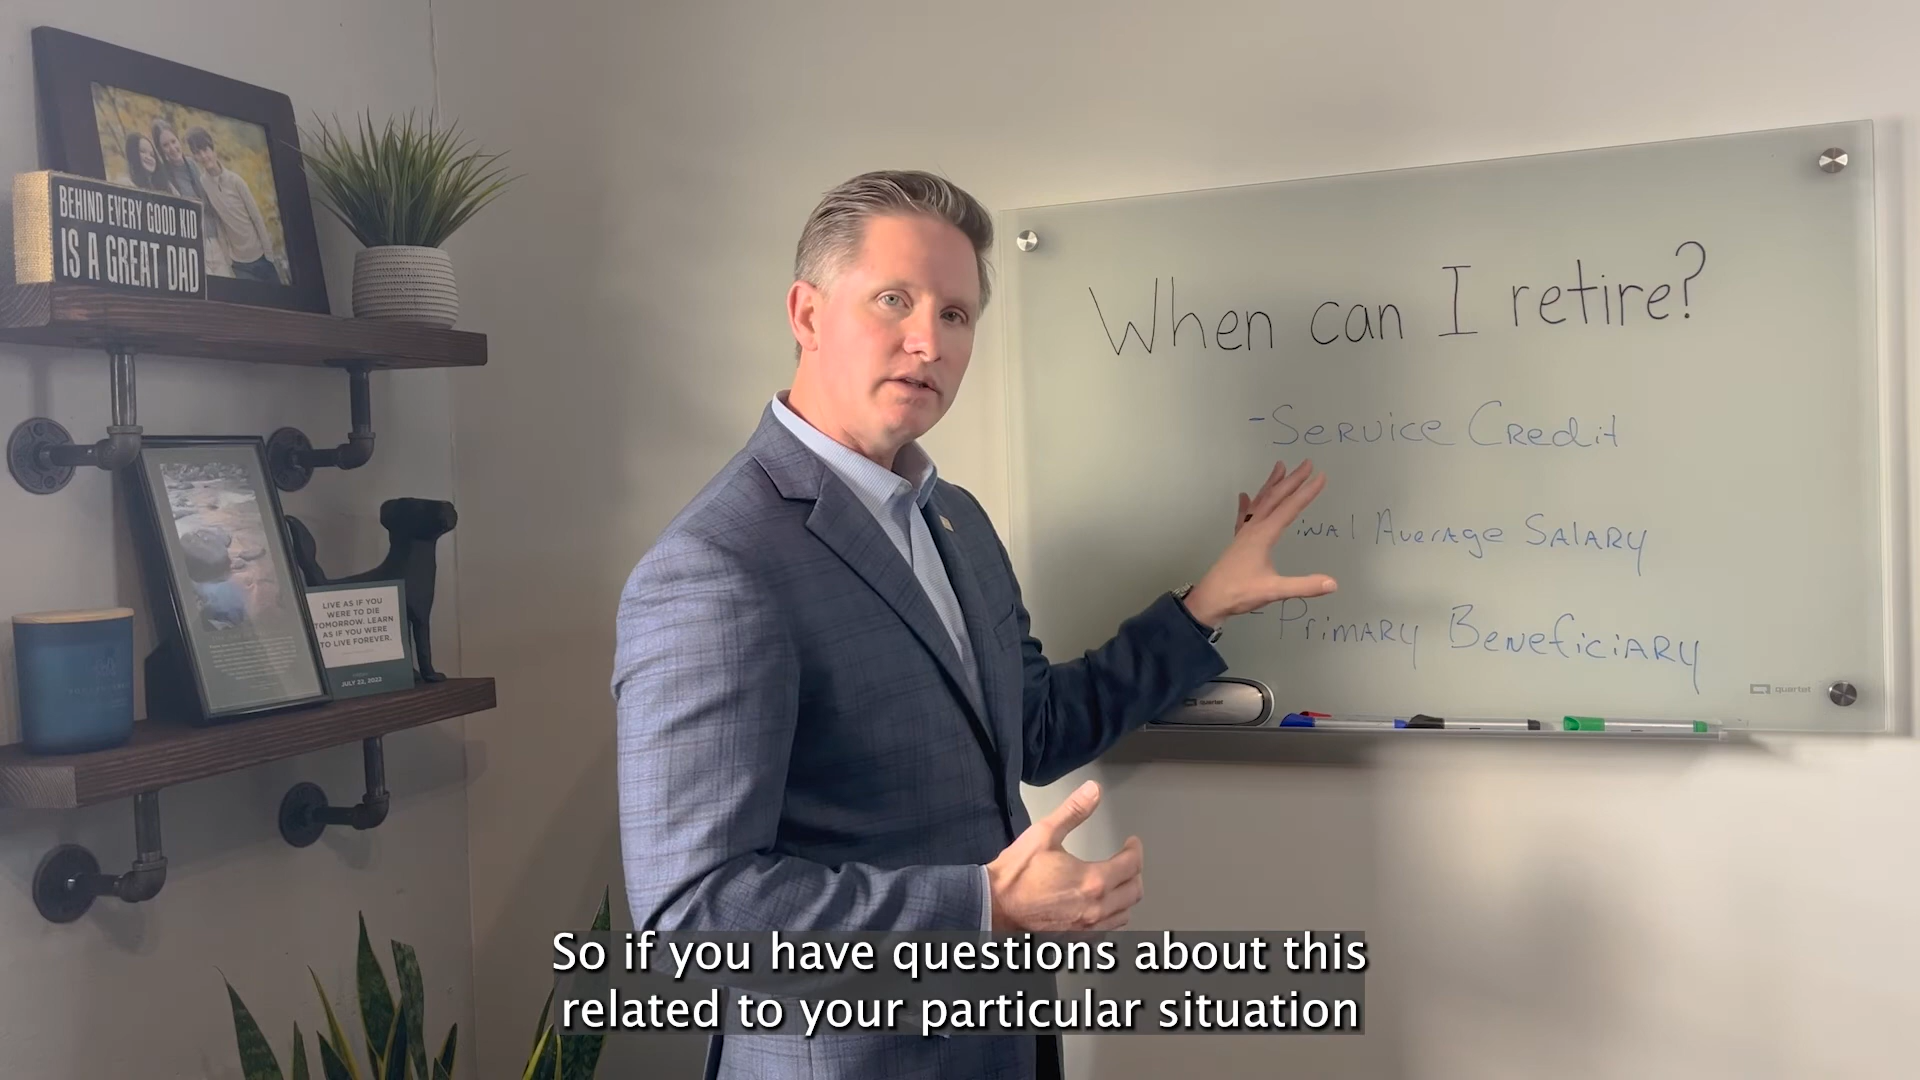 BEHIND EVERY GOOD KID
IS A GREAT DAD
When can I retire?
-Service Credit
inal Average Salary
- Primary Beneficiary
LIVE AS IF YOU
WERE TO DIE
TOMORROW. LEARN
AS IF YOU WERE
TO LIVE FOREVER.
JULY 22, 2022
Quartet
Quartet
So if you have questions about this
related to your particular situation